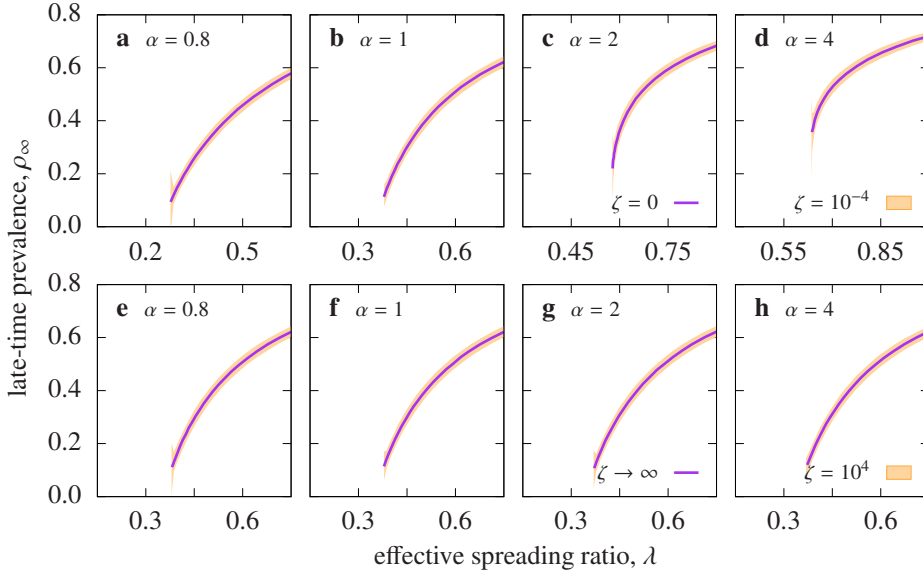 late-time prevalence, ρ∞
0.8
0.6
0.4
0.2
0.0
a α = 0.8
b α = 1
c α = 2
d α = 4
ζ = 0
ζ = 10⁻⁴
0.2 0.5
0.3 0.6
0.45 0.75
0.55 0.85
0.8
0.6
0.4
0.2
0.0
e α = 0.8
f α = 1
g α = 2
h α = 4
ζ → ∞
ζ = 10⁴
0.3 0.6
0.3 0.6
0.3 0.6
0.3 0.6
effective spreading ratio, λ